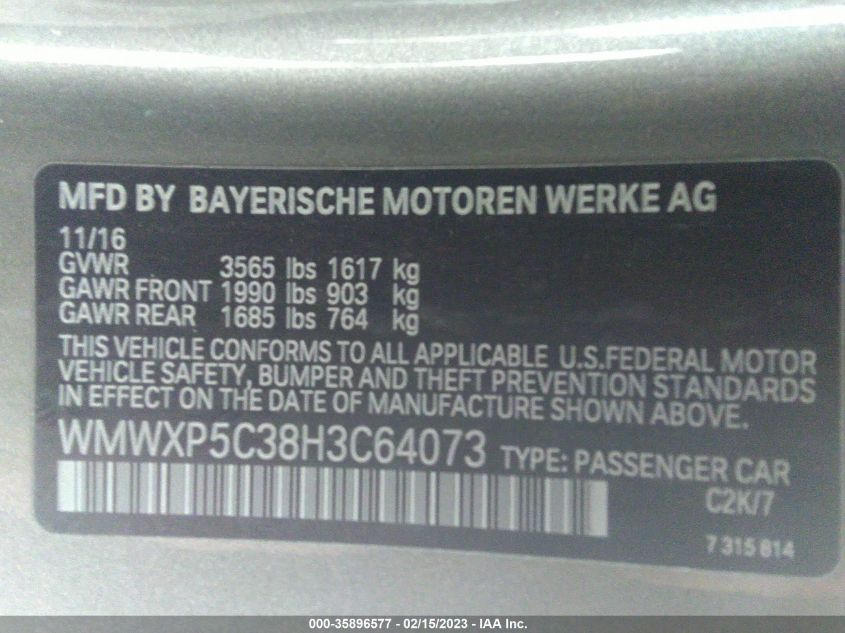 MFD BY BAYERISCHE MOTOREN WERKE AG
11/16
GVWR 3565 lbs 1617 kg
GAWR FRONT 1990 lbs 903 kg
GAWR REAR 1685 lbs 764 kg
THIS VEHICLE CONFORMS TO ALL APPLICABLE U.S.FEDERAL MOTOR
VEHICLE SAFETY, BUMPER AND THEFT PREVENTION STANDARDS
IN EFFECT ON THE DATE OF MANUFACTURE SHOWN ABOVE.
WMWXP5C38H3C64073 TYPE: PASSENGER CAR
C2K/7
7 315 814
000-35896577 - 02/15/2023 - IAA Inc.